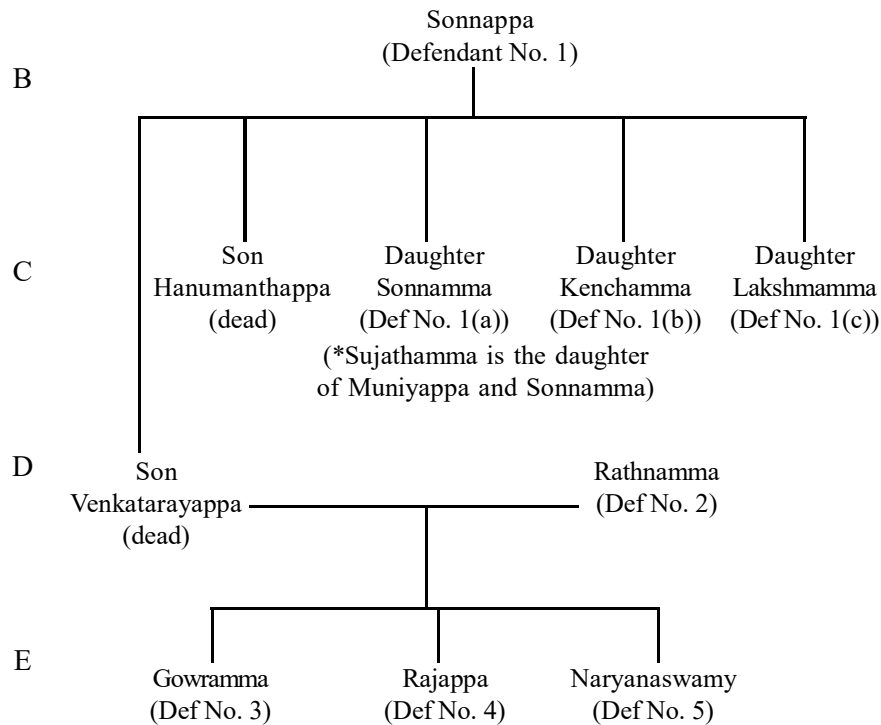 Sonnappa
(Defendant No. 1)
B
C
Son
Hanumanthappa
(dead)
Daughter
Sonnamma
(Def No. 1(a))
(*Sujathamma is the daughter
of Muniyappa and Sonnamma)
Daughter
Kenchamma
(Def No. 1(b))
Daughter
Lakshmamma
(Def No. 1(c))
D
Son
Venkatarayappa
(dead)
Rathnamma
(Def No. 2)
E
Gowramma
(Def No. 3)
Rajappa
(Def No. 4)
Naryanaswamy
(Def No. 5)